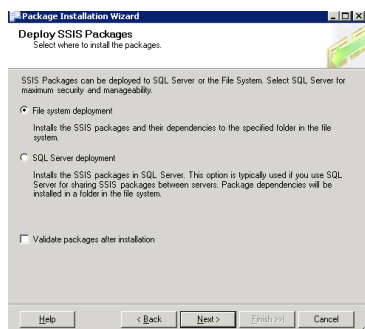 Package Installation Wizard
Deploy SSIS Packages
Select where to install the packages.
SSIS Packages can be deployed to SQL Server or the File System. Select SQL Server for
maximum security and manageability.
File system deployment
Installs the SSIS packages and their dependencies to the specified folder in the file
system.
SQL Server deployment
Installs the SSIS packages in SQL Server. This option is typically used if you use SQL
Server for sharing SSIS packages between servers. Package dependencies will be
installed in a folder in the file system.
Validate packages after installation
Help
< Back
Next >
Finish >>|
Cancel